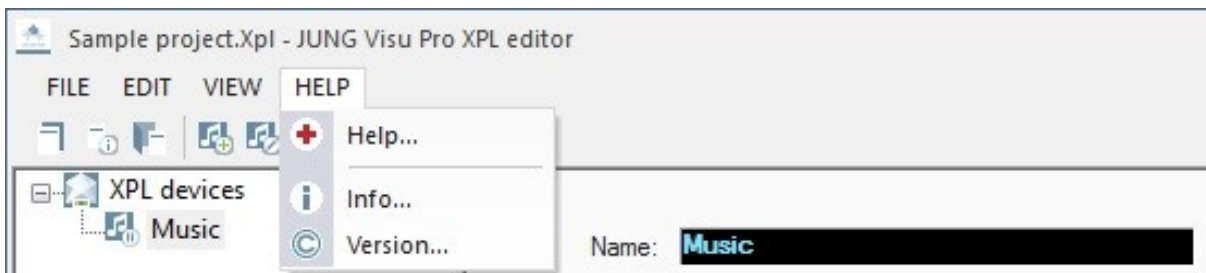 Sample project.Xpl - JUNG Visu Pro XPL editor
FILE EDIT VIEW HELP
Help...
XPL devices
Info...
Music
Version...
Name: Music